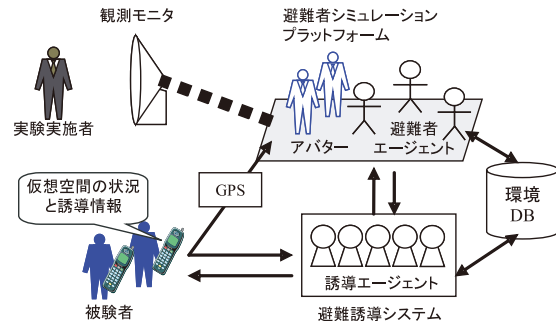 観測モニタ
避難者シミュレーション
プラットフォーム
実験実施者
アバター
避難者
エージェント
GPS
環境
DB
仮想空間の状況
と誘導情報
誘導エージェント
被験者
避難誘導システム